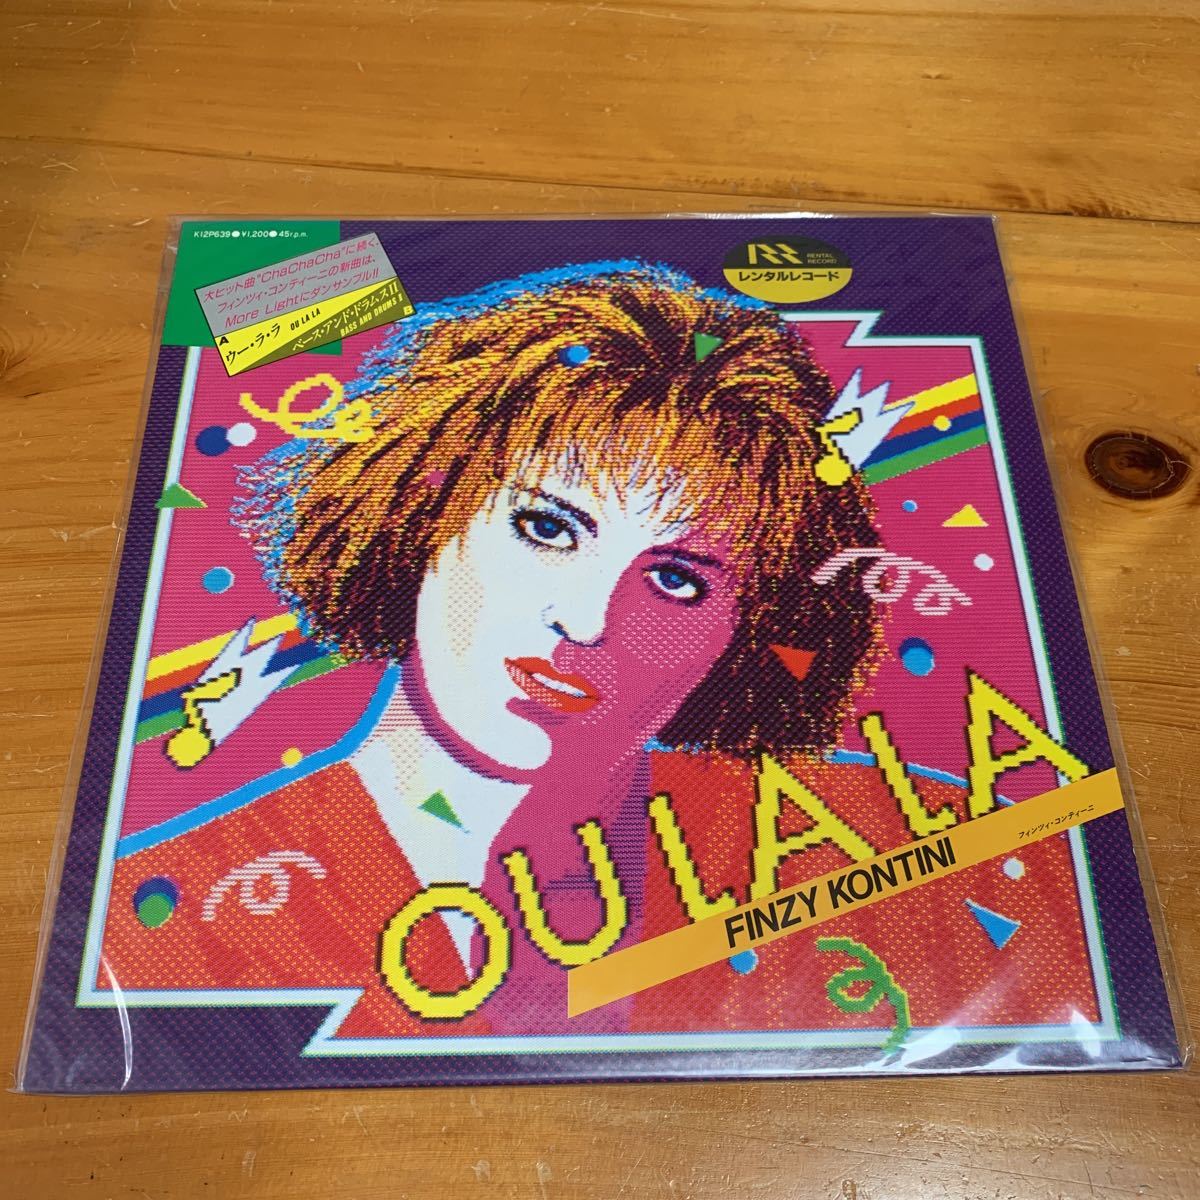 K12P639●¥1,200●45r.p.m.
大ヒット曲"ChaChaCha"に続く、
フィンツィ・コンティーニの新曲は、
More Lightにダンサンブル!!
A
ウー・ラ・ラ OU LA LA
ベース・アンド・ドラムスII
BASS AND DRUMS II
B
RR
RENTAL
RECORD
レンタルレコード
OU LA LA
FINZY KONTINI
フィンツィ・コンティーニ